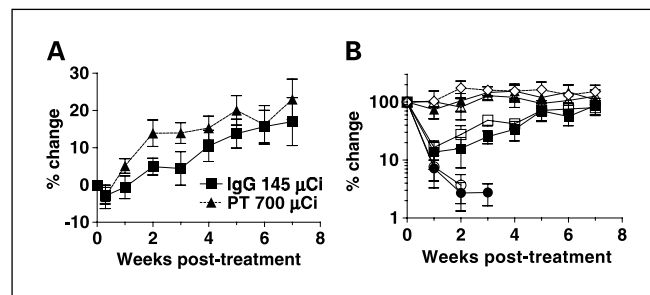 A
B
% change
30
20
10
0
-10
IgG 145 µCi
PT 700 µCi
0 2 4 6 8
Weeks post-treatment
% change
100
10
1
0 2 4 6 8
Weeks post-treatment